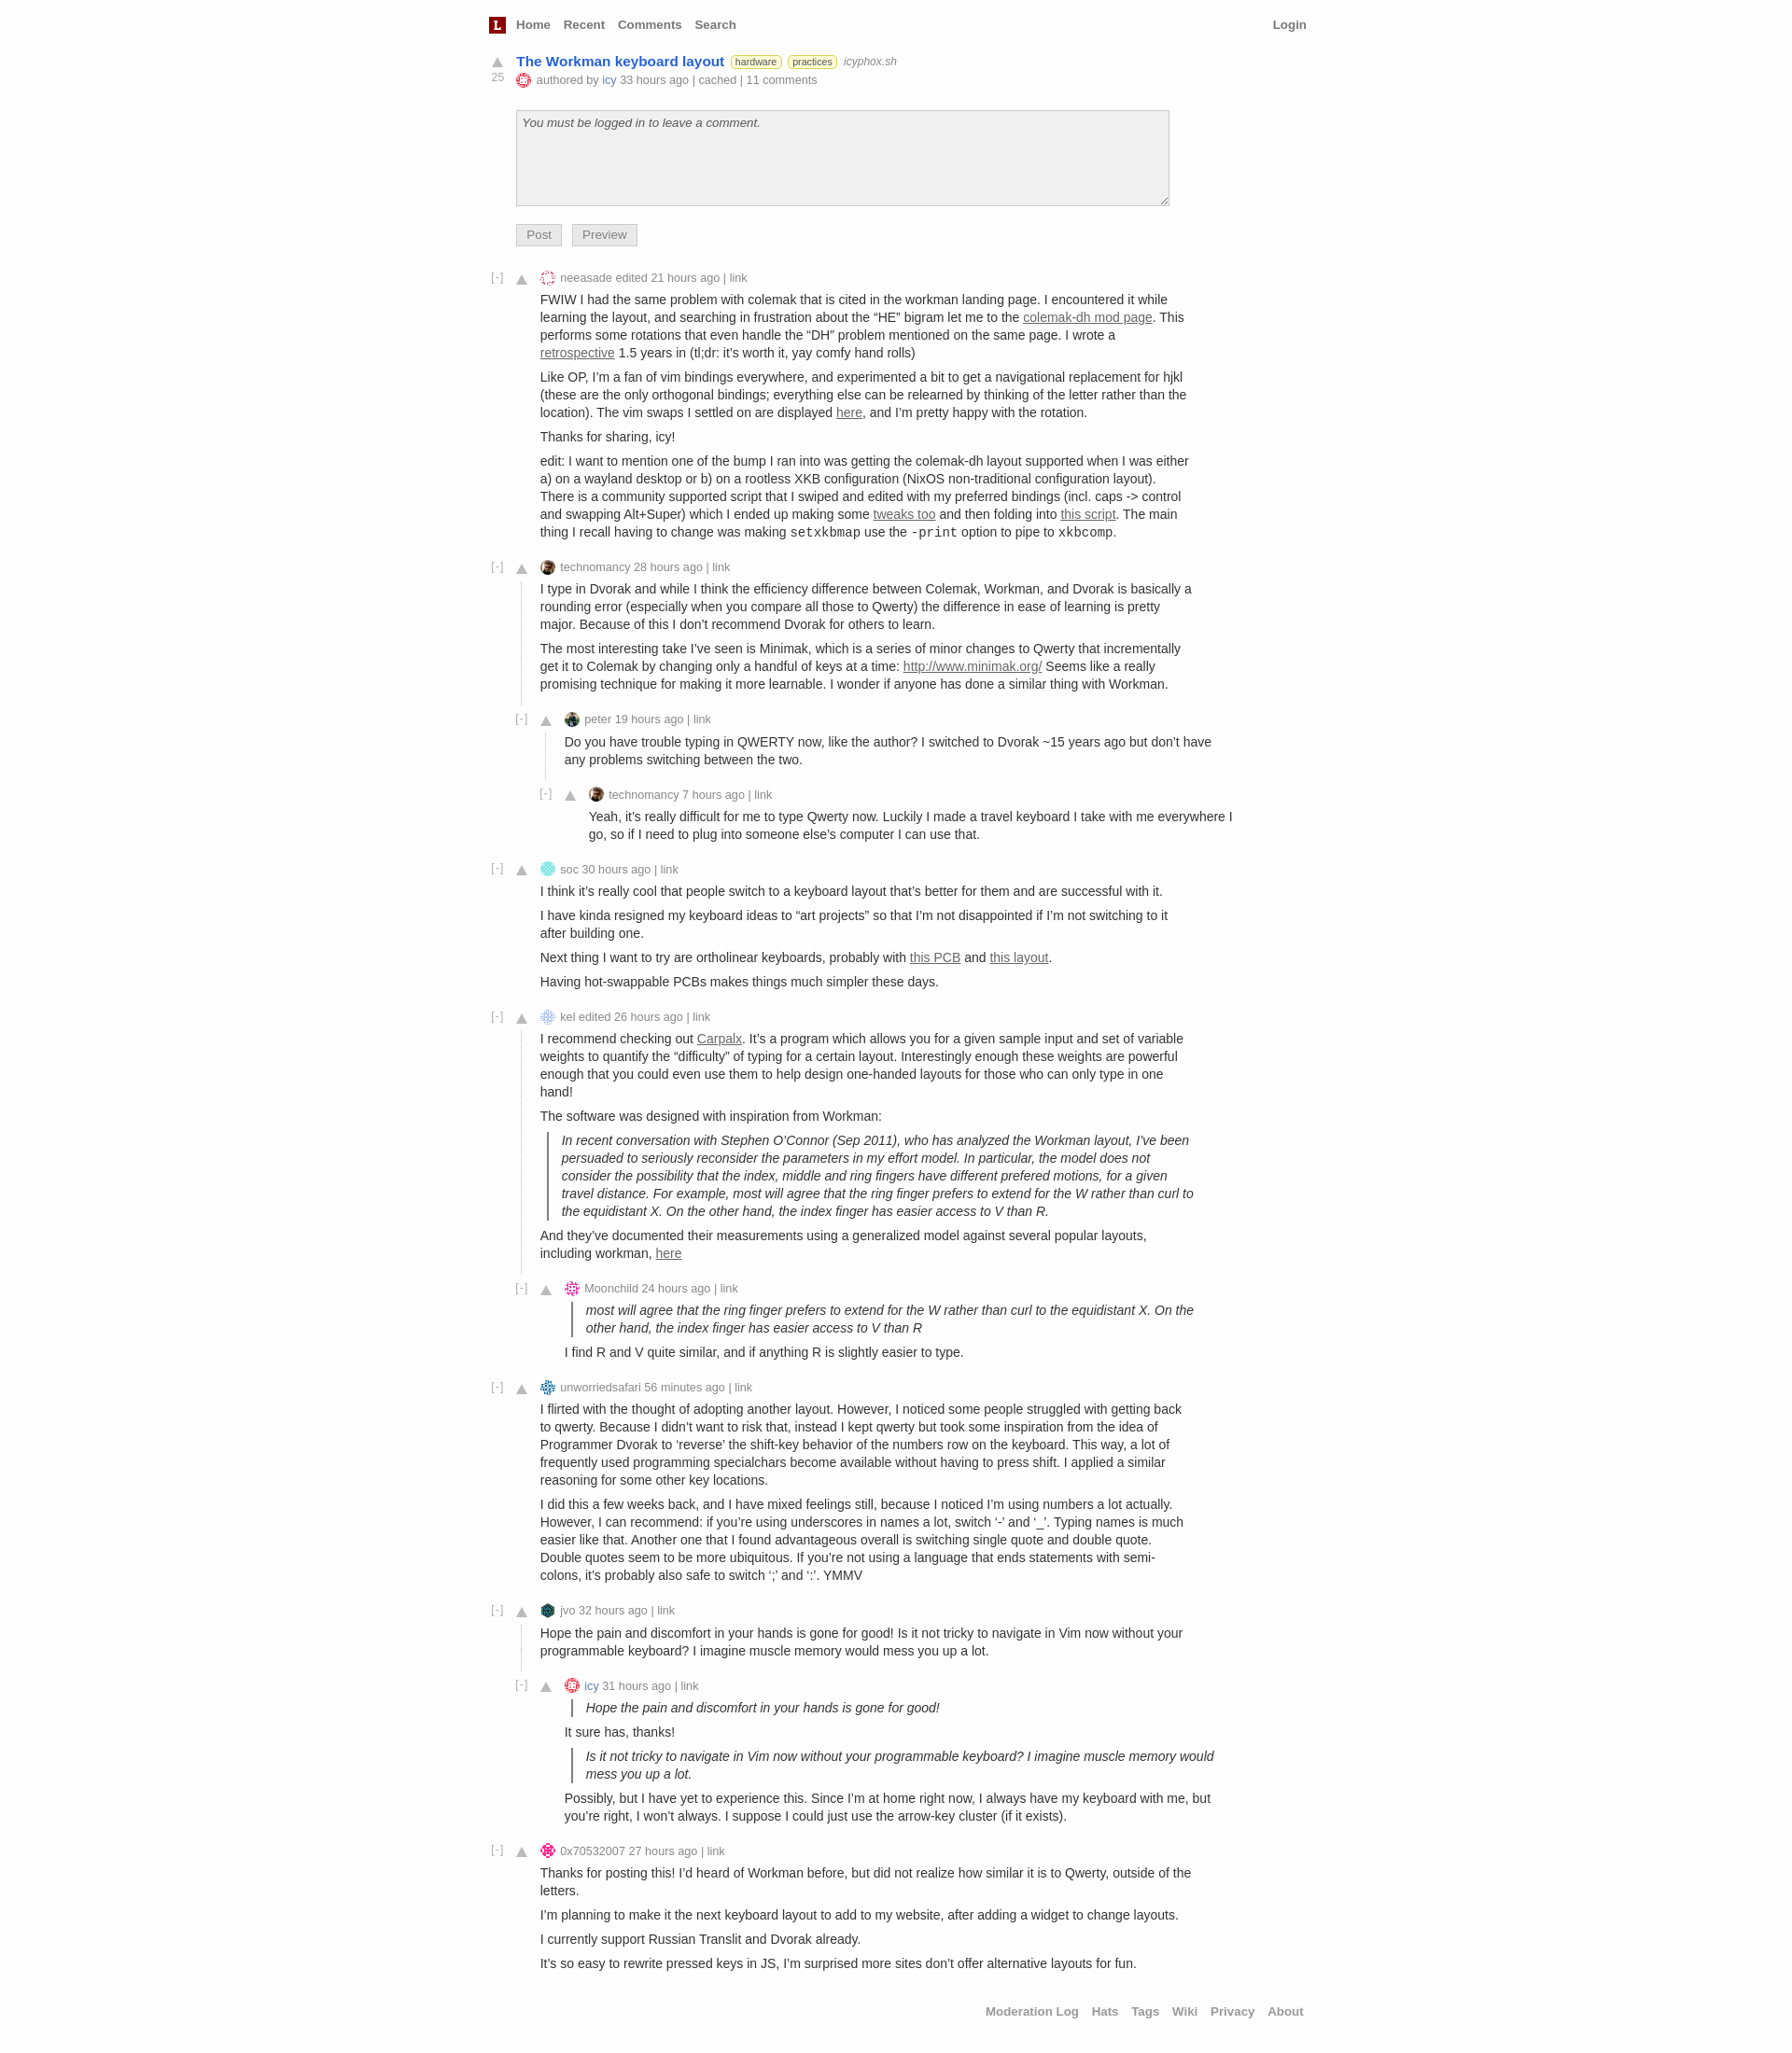 L Home Recent Comments Search Login
The Workman keyboard layout hardware practices icyphox.sh
25 authored by icy 33 hours ago | cached | 11 comments
You must be logged in to leave a comment.
Post Preview
[-] neeasade edited 21 hours ago | link
FWIW I had the same problem with colemak that is cited in the workman landing page. I encountered it while
learning the layout, and searching in frustration about the “HE” bigram let me to the colemak-dh mod page. This
performs some rotations that even handle the “DH” problem mentioned on the same page. I wrote a
retrospective 1.5 years in (tl;dr: it’s worth it, yay comfy hand rolls)
Like OP, I’m a fan of vim bindings everywhere, and experimented a bit to get a navigational replacement for hjkl
(these are the only orthogonal bindings; everything else can be relearned by thinking of the letter rather than the
location). The vim swaps I settled on are displayed here, and I’m pretty happy with the rotation.
Thanks for sharing, icy!
edit: I want to mention one of the bump I ran into was getting the colemak-dh layout supported when I was either
a) on a wayland desktop or b) on a rootless XKB configuration (NixOS non-traditional configuration layout).
There is a community supported script that I swiped and edited with my preferred bindings (incl. caps -> control
and swapping Alt+Super) which I ended up making some tweaks too and then folding into this script. The main
thing I recall having to change was making setxkbmap use the -print option to pipe to xkbcomp.
[-] technomancy 28 hours ago | link
I type in Dvorak and while I think the efficiency difference between Colemak, Workman, and Dvorak is basically a
rounding error (especially when you compare all those to Qwerty) the difference in ease of learning is pretty
major. Because of this I don’t recommend Dvorak for others to learn.
The most interesting take I’ve seen is Minimak, which is a series of minor changes to Qwerty that incrementally
get it to Colemak by changing only a handful of keys at a time: http://www.minimak.org/ Seems like a really
promising technique for making it more learnable. I wonder if anyone has done a similar thing with Workman.
[-] peter 19 hours ago | link
Do you have trouble typing in QWERTY now, like the author? I switched to Dvorak ~15 years ago but don’t have
any problems switching between the two.
[-] technomancy 7 hours ago | link
Yeah, it’s really difficult for me to type Qwerty now. Luckily I made a travel keyboard I take with me everywhere I
go, so if I need to plug into someone else’s computer I can use that.
[-] soc 30 hours ago | link
I think it’s really cool that people switch to a keyboard layout that’s better for them and are successful with it.
I have kinda resigned my keyboard ideas to “art projects” so that I’m not disappointed if I’m not switching to it
after building one.
Next thing I want to try are ortholinear keyboards, probably with this PCB and this layout.
Having hot-swappable PCBs makes things much simpler these days.
[-] kel edited 26 hours ago | link
I recommend checking out Carpalx. It’s a program which allows you for a given sample input and set of variable
weights to quantify the “difficulty” of typing for a certain layout. Interestingly enough these weights are powerful
enough that you could even use them to help design one-handed layouts for those who can only type in one
hand!
The software was designed with inspiration from Workman:
In recent conversation with Stephen O’Connor (Sep 2011), who has analyzed the Workman layout, I’ve been
persuaded to seriously reconsider the parameters in my effort model. In particular, the model does not
consider the possibility that the index, middle and ring fingers have different prefered motions, for a given
travel distance. For example, most will agree that the ring finger prefers to extend for the W rather than curl to
the equidistant X. On the other hand, the index finger has easier access to V than R.
And they’ve documented their measurements using a generalized model against several popular layouts,
including workman, here
[-] Moonchild 24 hours ago | link
most will agree that the ring finger prefers to extend for the W rather than curl to the equidistant X. On the
other hand, the index finger has easier access to V than R
I find R and V quite similar, and if anything R is slightly easier to type.
[-] unworriedsafari 56 minutes ago | link
I flirted with the thought of adopting another layout. However, I noticed some people struggled with getting back
to qwerty. Because I didn’t want to risk that, instead I kept qwerty but took some inspiration from the idea of
Programmer Dvorak to ‘reverse’ the shift-key behavior of the numbers row on the keyboard. This way, a lot of
frequently used programming specialchars become available without having to press shift. I applied a similar
reasoning for some other key locations.
I did this a few weeks back, and I have mixed feelings still, because I noticed I’m using numbers a lot actually.
However, I can recommend: if you’re using underscores in names a lot, switch ‘-’ and ‘_’. Typing names is much
easier like that. Another one that I found advantageous overall is switching single quote and double quote.
Double quotes seem to be more ubiquitous. If you’re not using a language that ends statements with semi-
colons, it’s probably also safe to switch ‘;’ and ‘:’. YMMV
[-] jvo 32 hours ago | link
Hope the pain and discomfort in your hands is gone for good! Is it not tricky to navigate in Vim now without your
programmable keyboard? I imagine muscle memory would mess you up a lot.
[-] icy 31 hours ago | link
Hope the pain and discomfort in your hands is gone for good!
It sure has, thanks!
Is it not tricky to navigate in Vim now without your programmable keyboard? I imagine muscle memory would
mess you up a lot.
Possibly, but I have yet to experience this. Since I’m at home right now, I always have my keyboard with me, but
you’re right, I won’t always. I suppose I could just use the arrow-key cluster (if it exists).
[-] 0x70532007 27 hours ago | link
Thanks for posting this! I’d heard of Workman before, but did not realize how similar it is to Qwerty, outside of the
letters.
I’m planning to make it the next keyboard layout to add to my website, after adding a widget to change layouts.
I currently support Russian Translit and Dvorak already.
It’s so easy to rewrite pressed keys in JS, I’m surprised more sites don’t offer alternative layouts for fun.
Moderation Log Hats Tags Wiki Privacy About